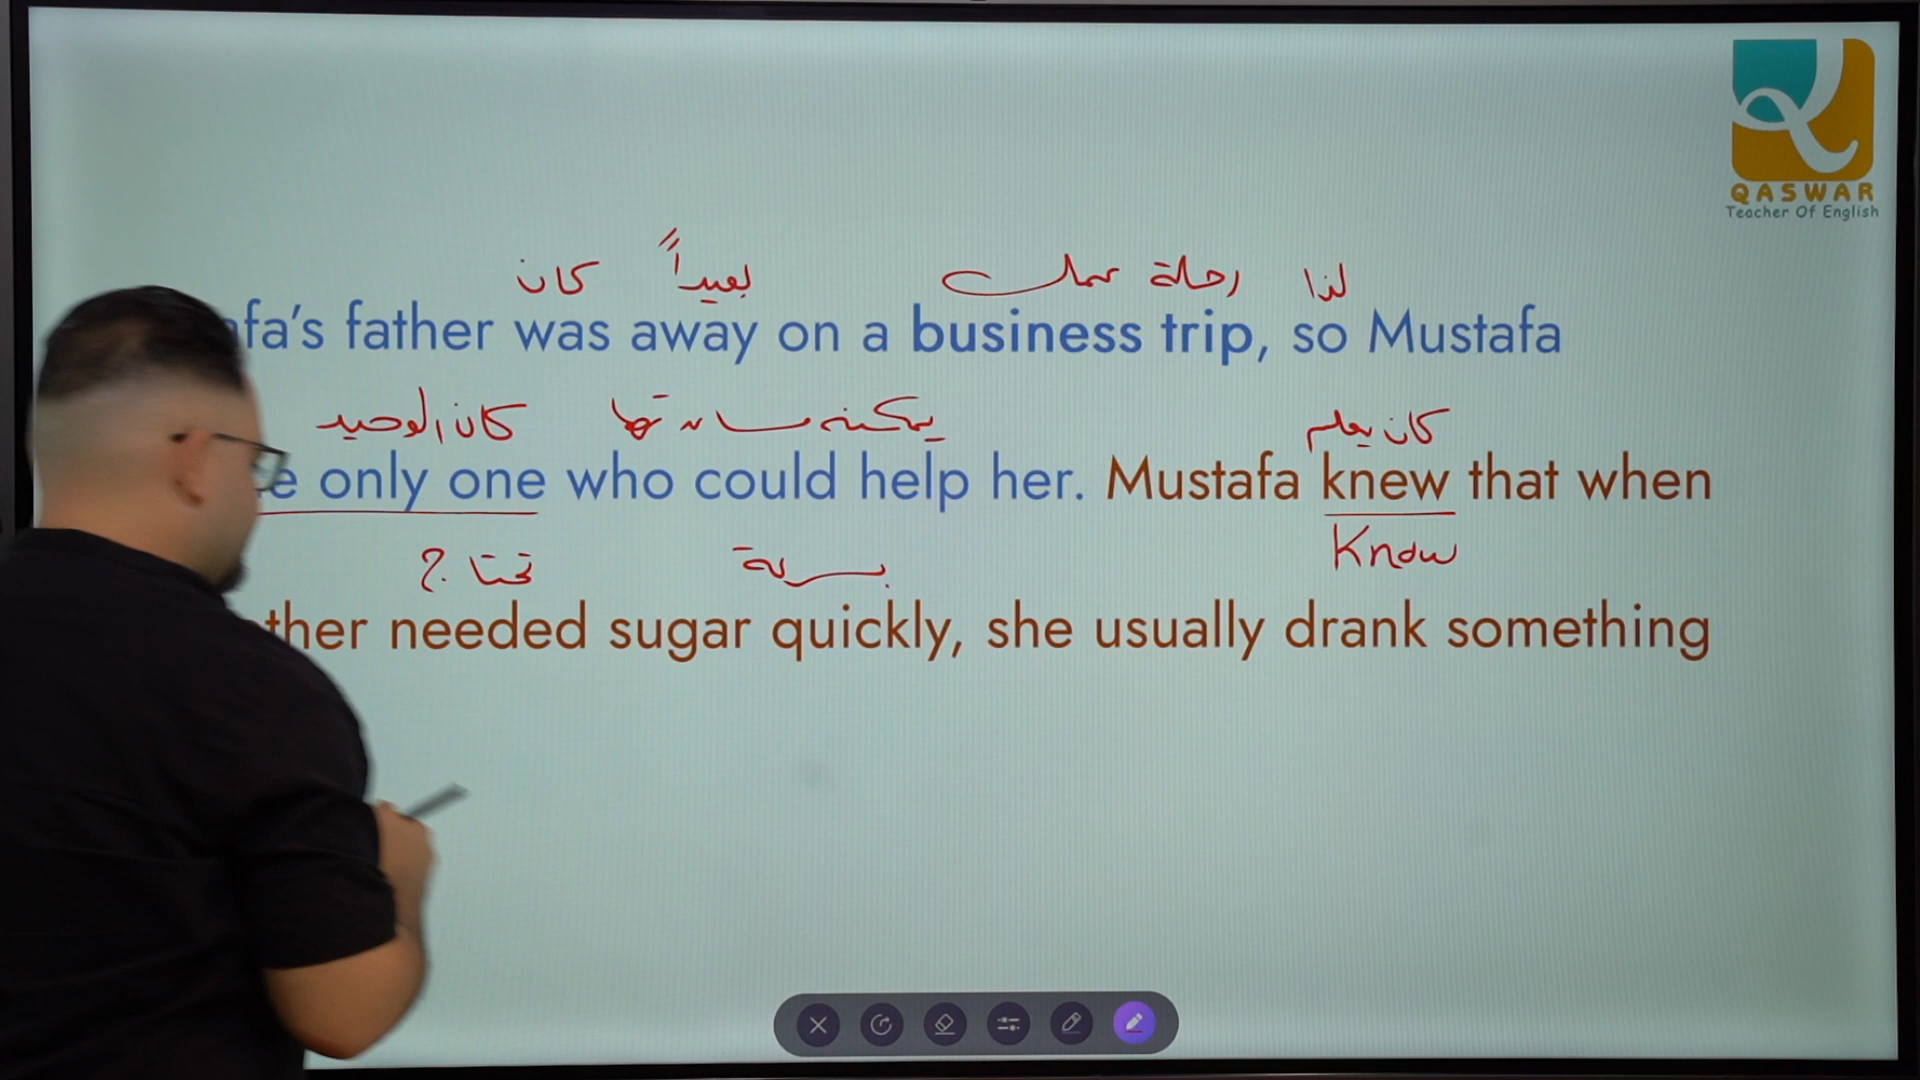 QASWAR
Teacher Of English
كان بعيداً رحلة عمل لذا
afa's father was away on a business trip, so Mustafa
كان الوحيد يمكنه مساعدتها كان يعلم
e only one who could help her. Mustafa knew that when
Know
تحتاج بسرعة
ther needed sugar quickly, she usually drank something